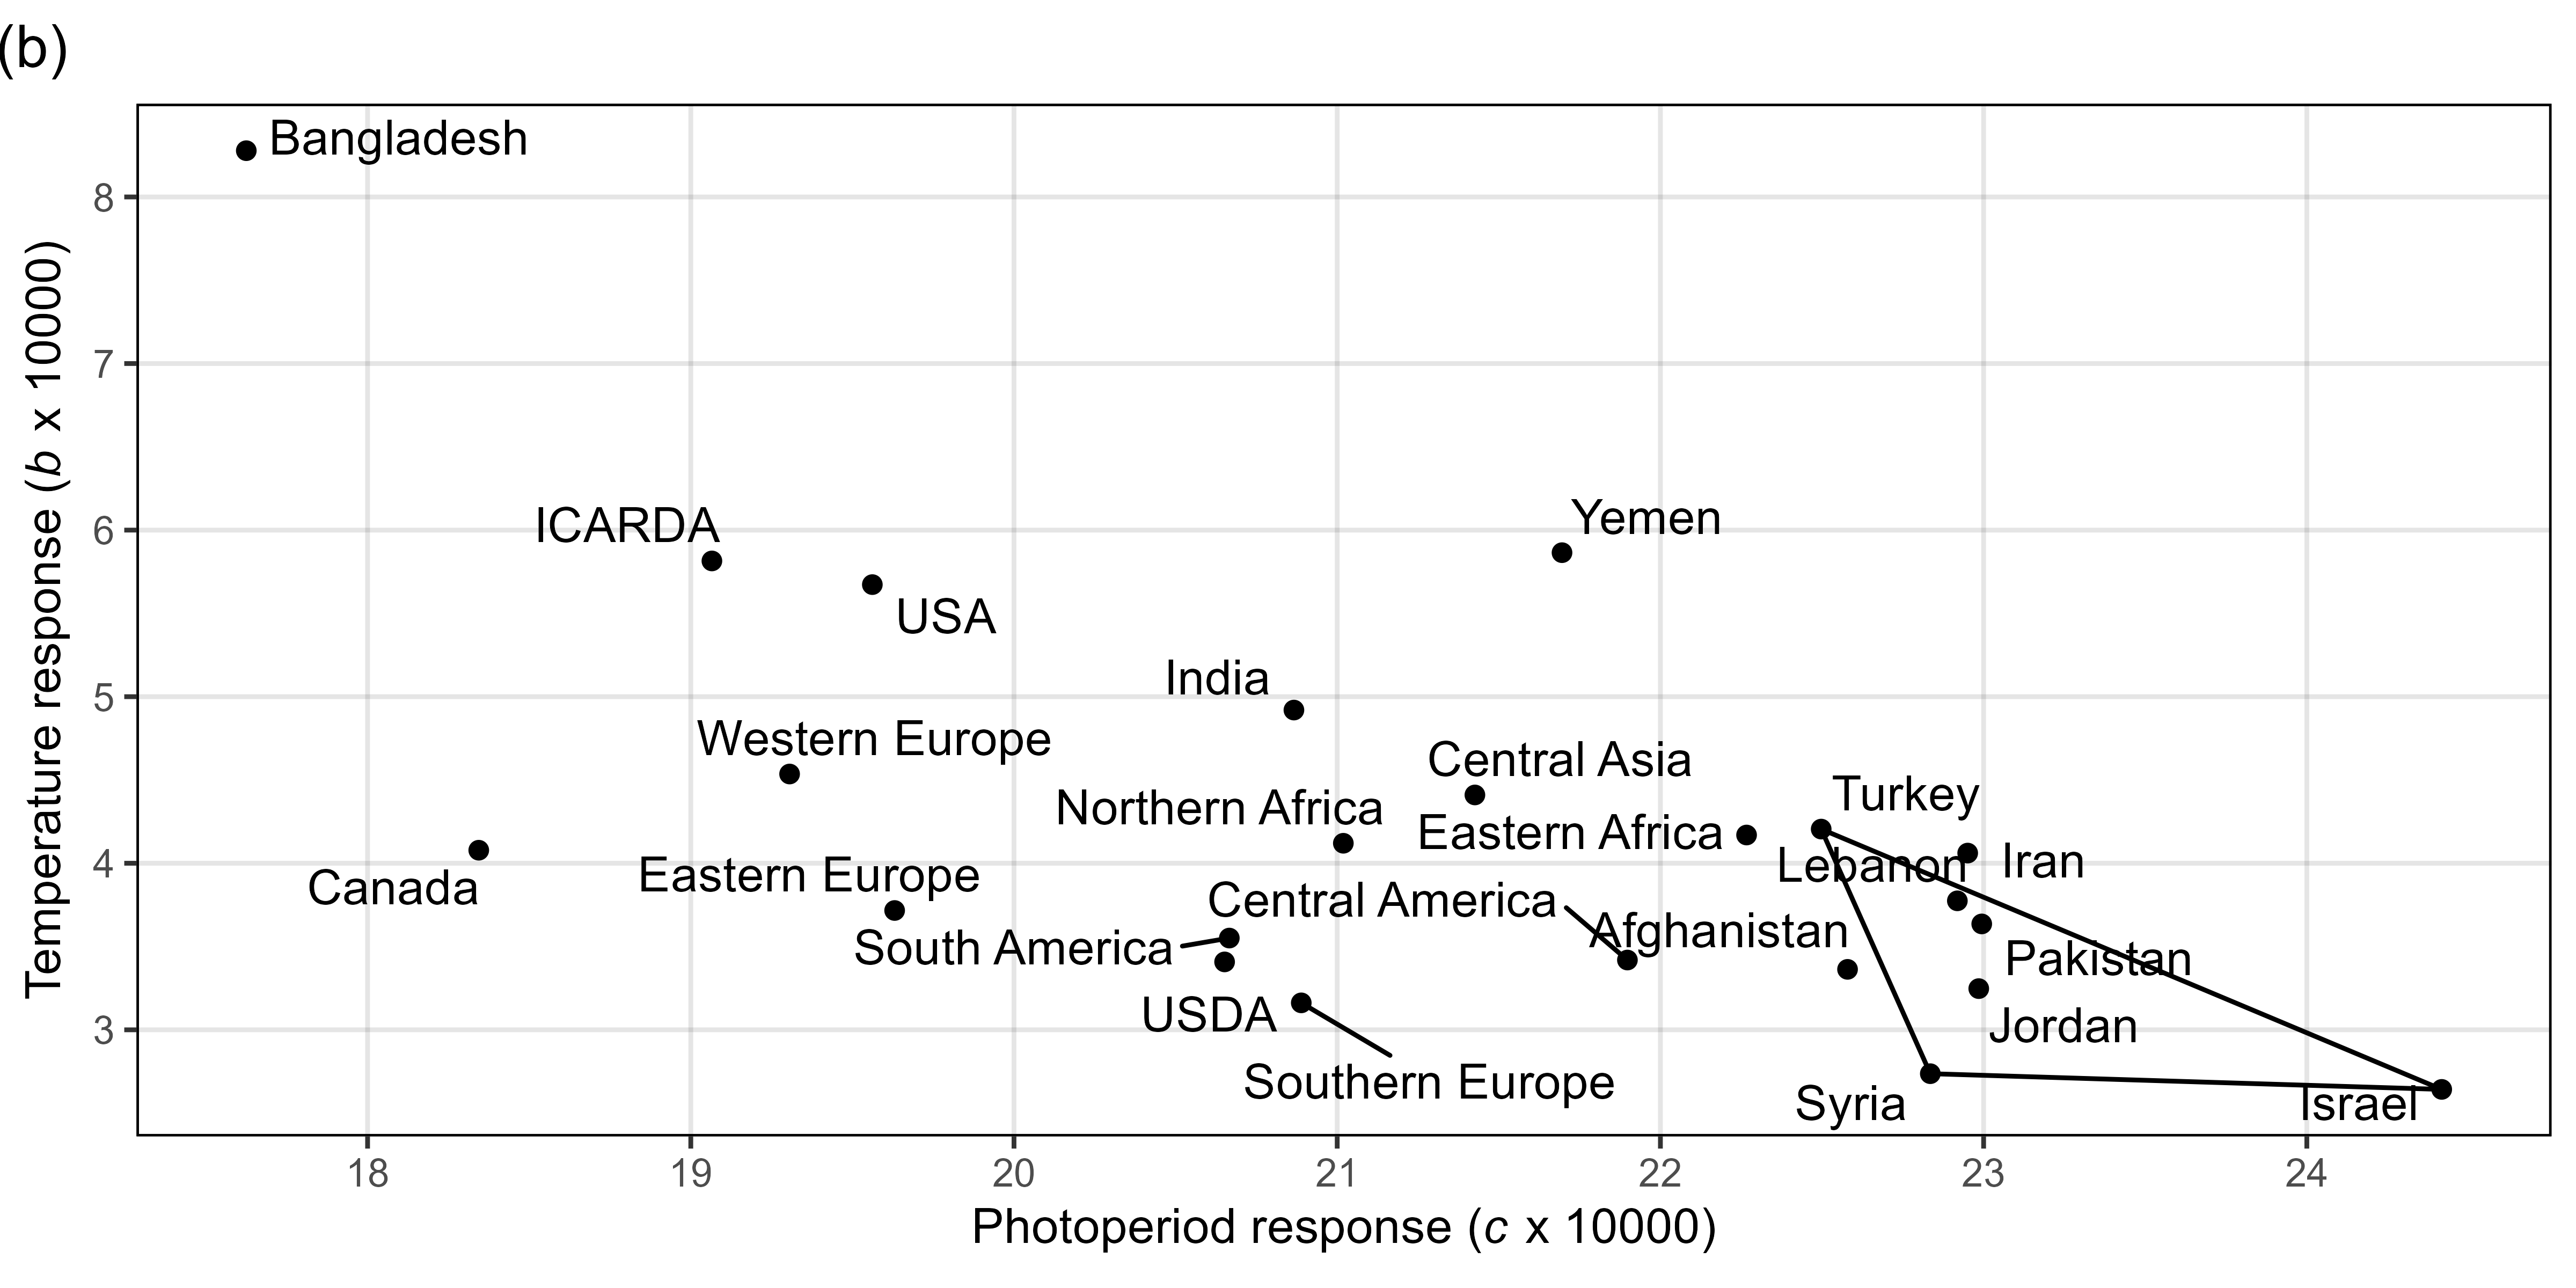 (b)
Bangladesh
8
7
ICARDA
Yemen
6
USA
India
5
Western Europe
Central Asia
Turkey
Northern Africa
Eastern Africa
Iran
Lebanon
4
Canada
Eastern Europe
Central America
Afghanistan
South America
Pakistan
USDA
Jordan
3
Southern Europe
Syria
Israel
18 19 20 21 22 23 24
Temperature response (b x 10000)
Photoperiod response (c x 10000)